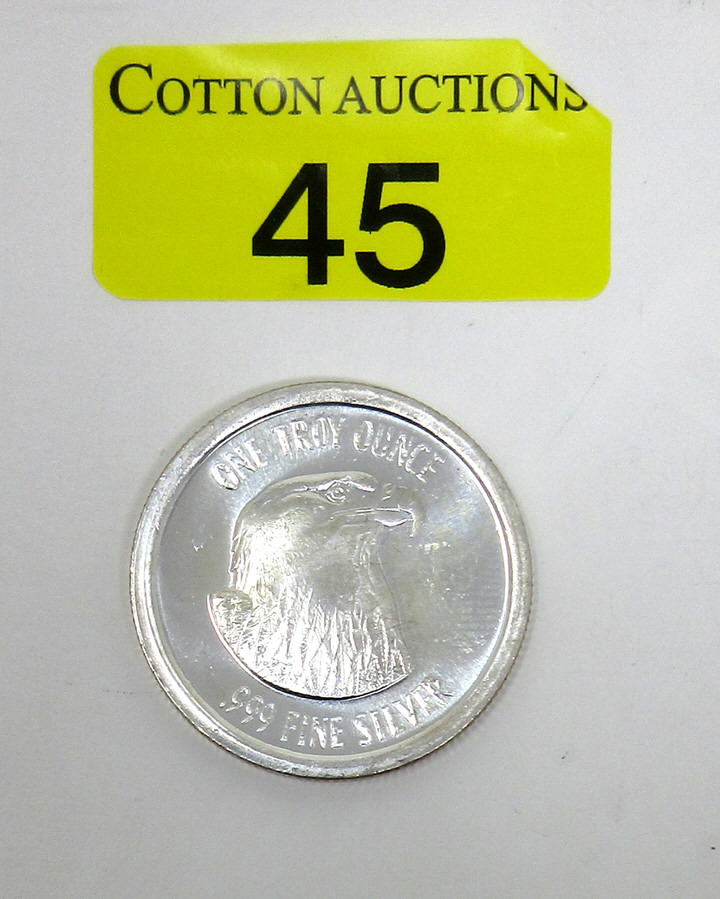 COTTON AUCTIONS
45
ONE TROY OUNCE
.999 FINE SILVER